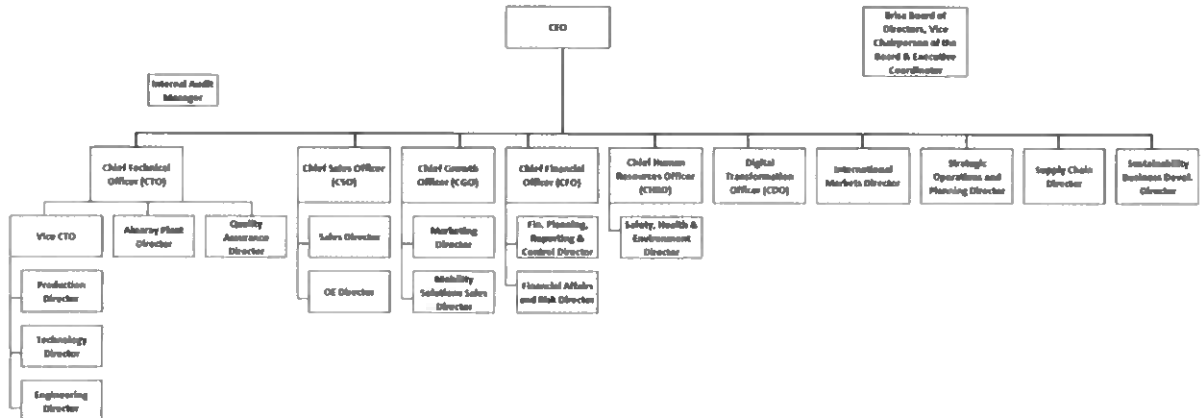 CEO
Brisa Board of
Directors, Vice
Chairperson of the
Board & Executive
Coordinator
Internal Audit
Manager
Chief Technical
Officer (CTO)
Chief Sales Officer
(CSO)
Chief Growth
Officer (CGO)
Chief Financial
Officer (CFO)
Chief Human
Resources Officer
(CHRO)
Digital
Transformation
Officer (CDO)
International
Markets Director
Strategic
Operations and
Planning Director
Supply Chain
Director
Sustainability
Business Devel.
Director
Vice CTO
Aksaray Plant
Director
Quality
Assurance
Director
Sales Director
Marketing
Director
Fin. Planning,
Reporting &
Control Director
Safety, Health &
Environment
Director
Production
Director
OE Director
Mobility
Solutions Sales
Director
Financial Affairs
and Risk Director
Technology
Director
Engineering
Director